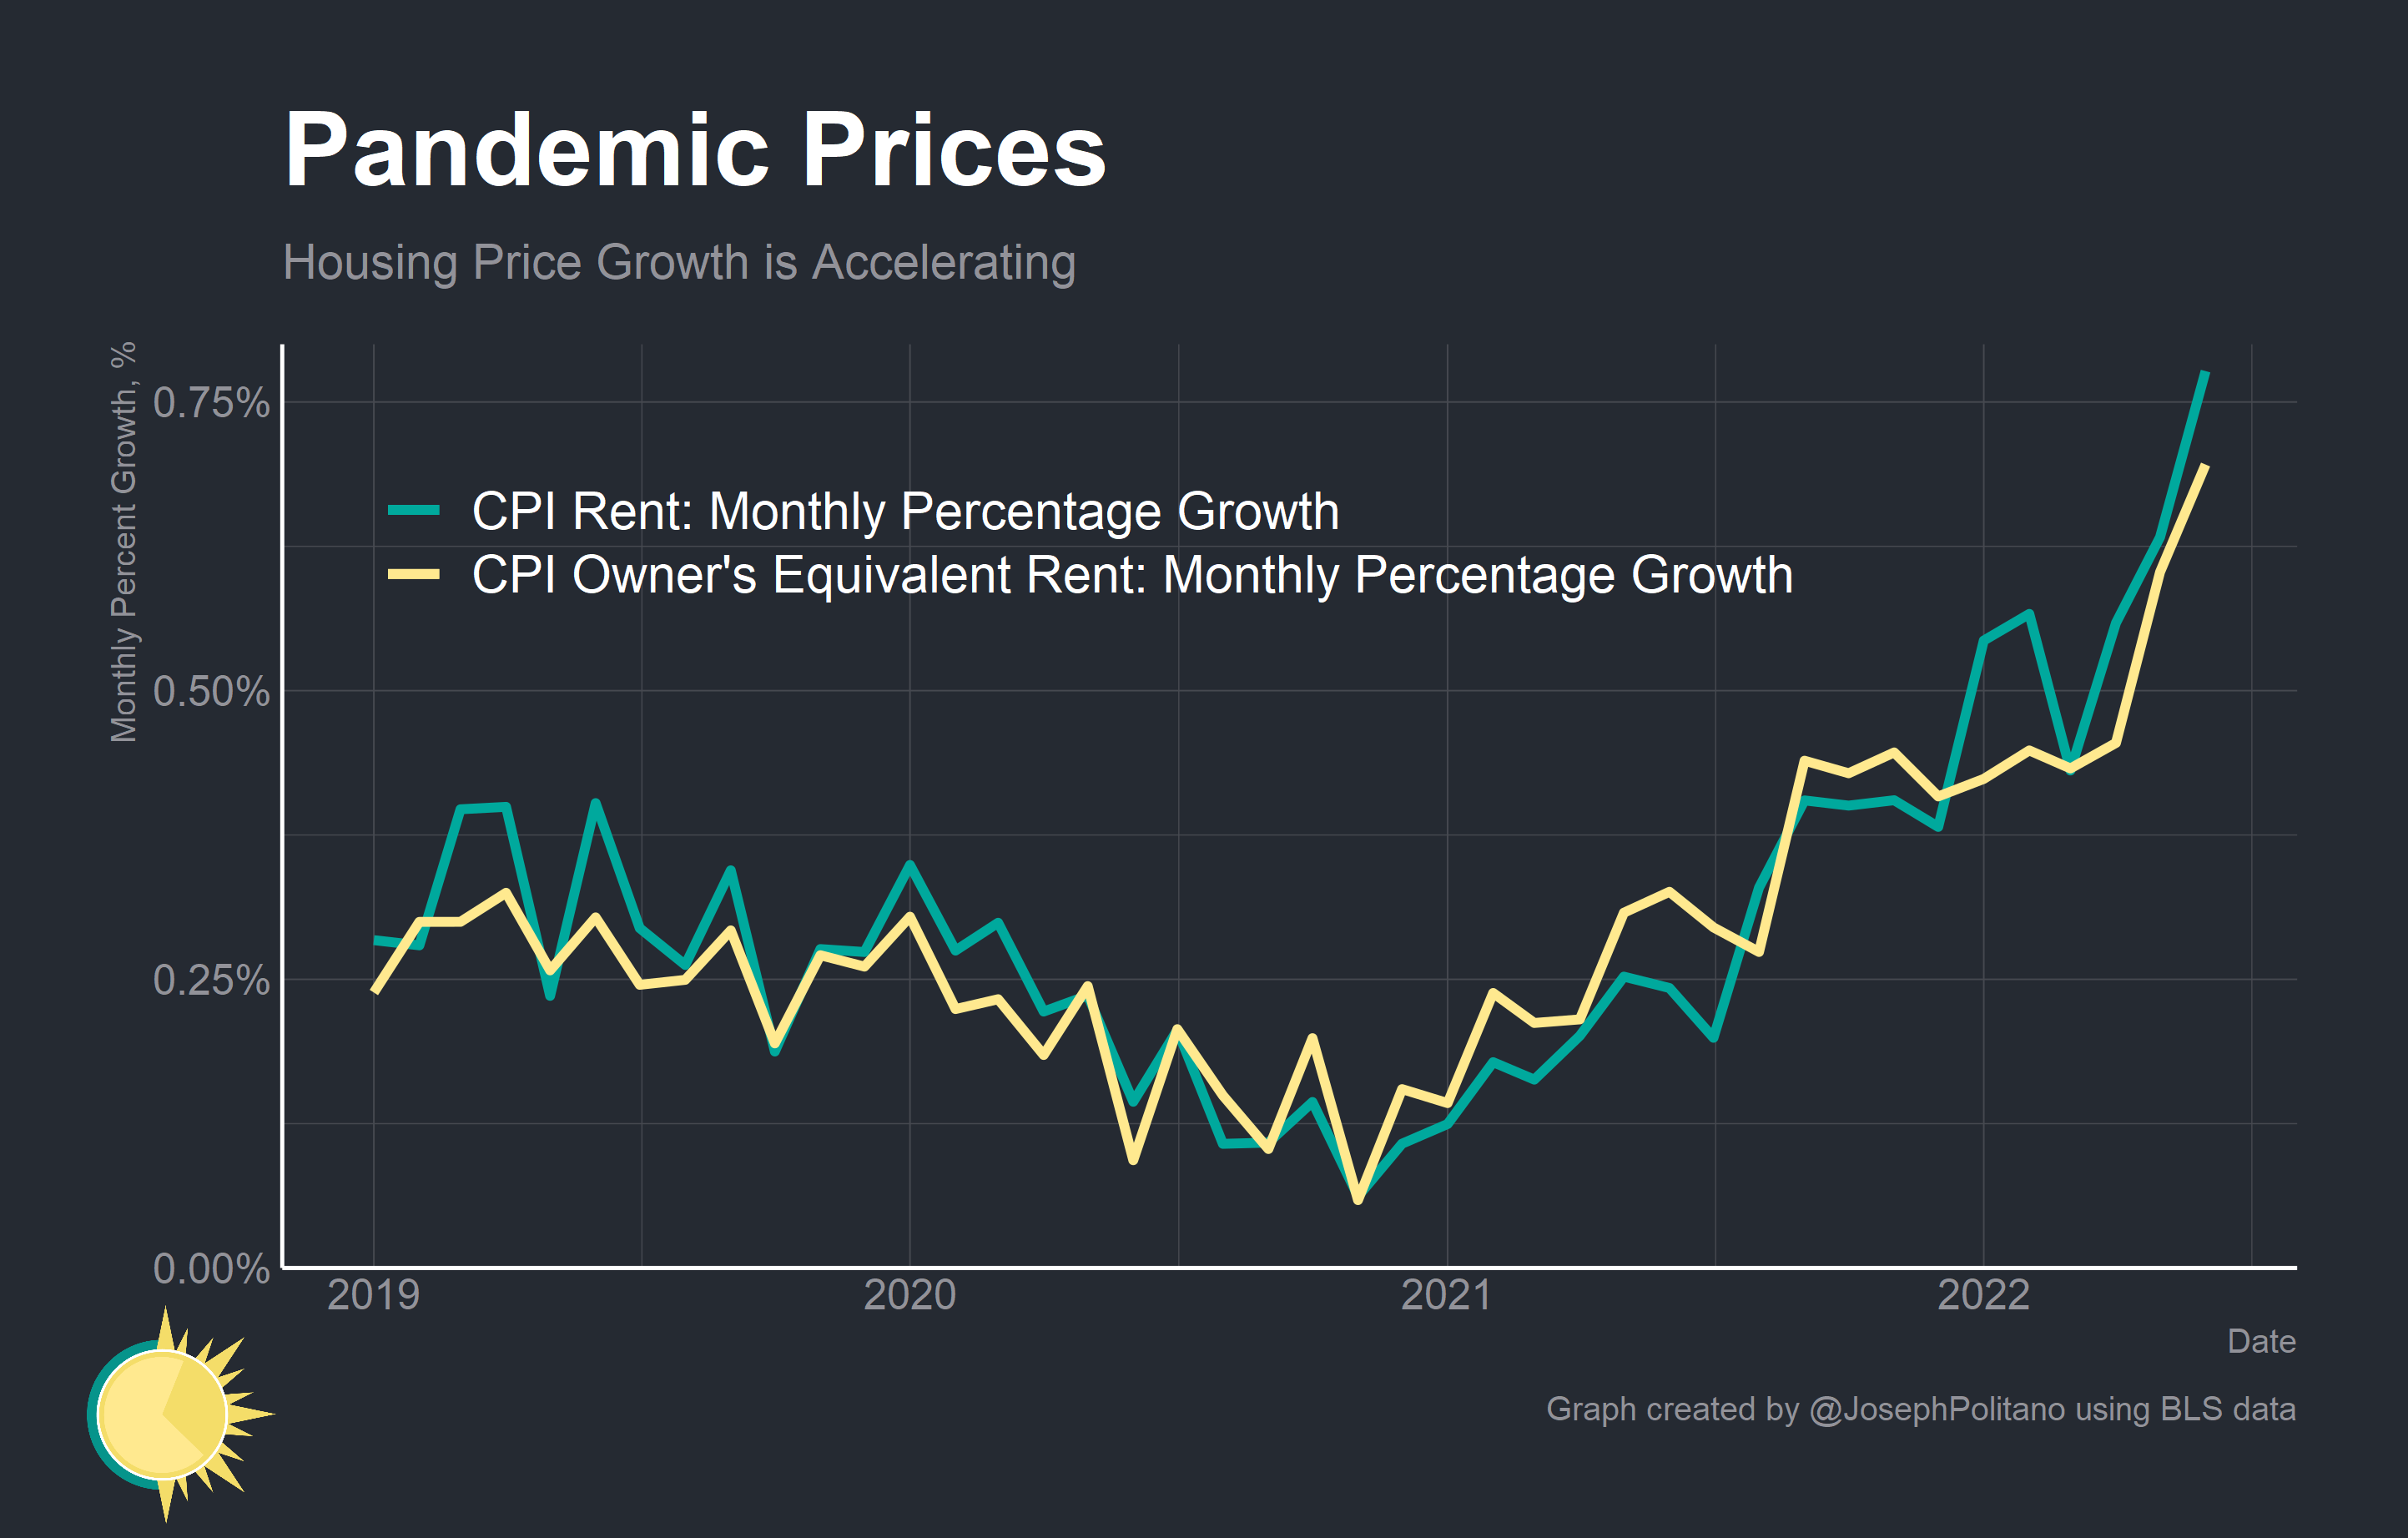 Pandemic Prices
Housing Price Growth is Accelerating
Monthly Percent Growth, %
0.75%
CPI Rent: Monthly Percentage Growth
CPI Owner's Equivalent Rent: Monthly Percentage Growth
0.50%
0.25%
0.00%
2019 2020 2021 2022
Date
Graph created by @JosephPolitano using BLS data